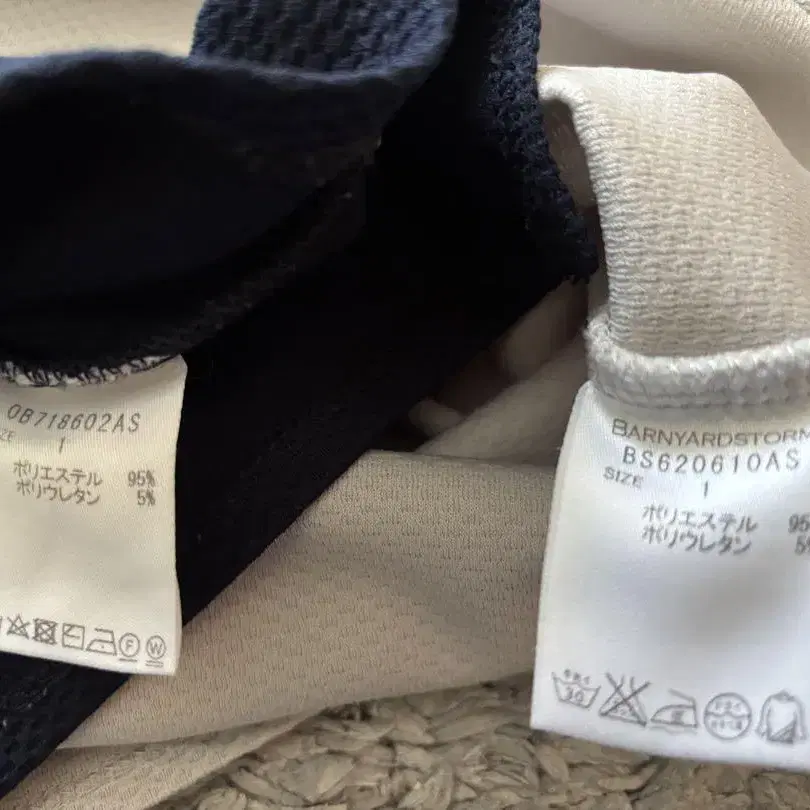 0B718602AS
1
ポリエステル 95%
ポリウレタン 5%
F W
BARNYARDSTORM
BS620610AS
SIZE 1
ポリエステル 95
ポリウレタン 5
30